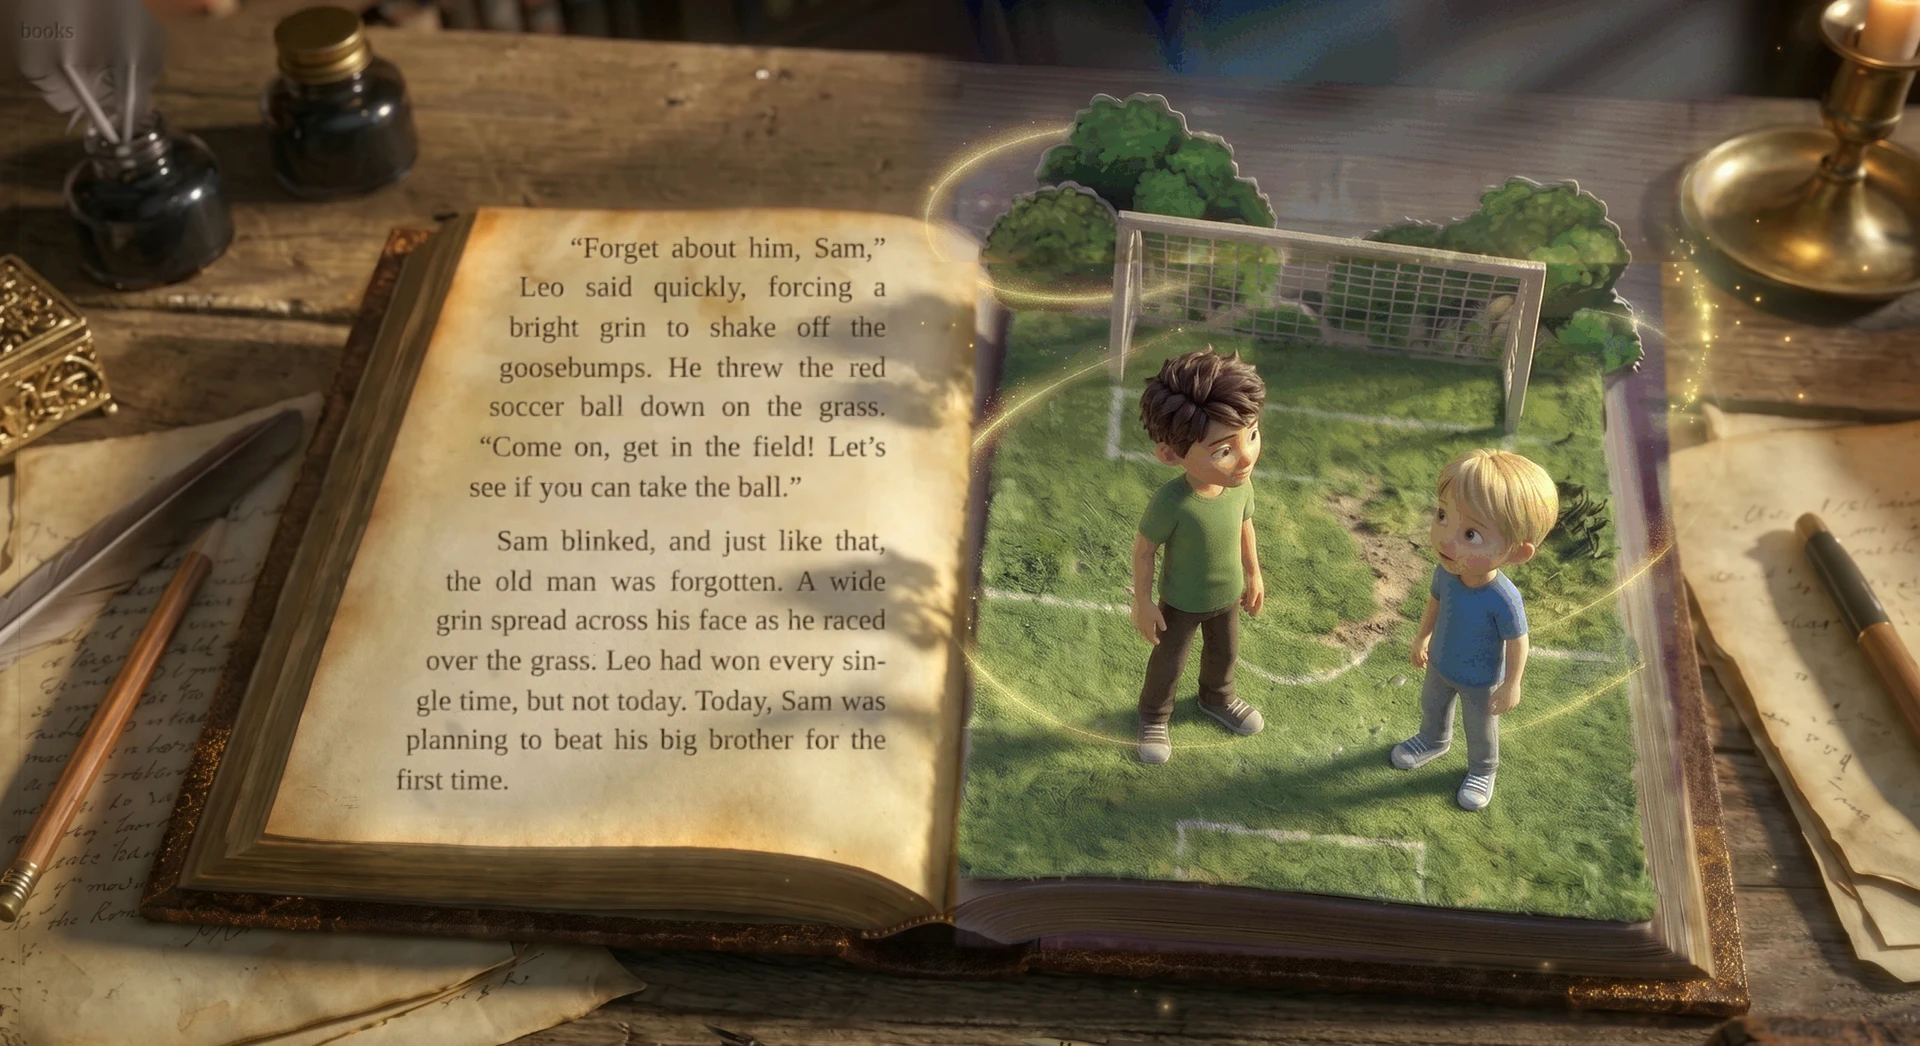 books
“Forget about him, Sam,”
Leo said quickly, forcing a
bright grin to shake off the
goosebumps. He threw the red
soccer ball down on the grass.
“Come on, get in the field! Let’s
see if you can take the ball.”
Sam blinked, and just like that,
the old man was forgotten. A wide
grin spread across his face as he raced
over the grass. Leo had won every sin-
gle time, but not today. Today, Sam was
planning to beat his big brother for the
first time.